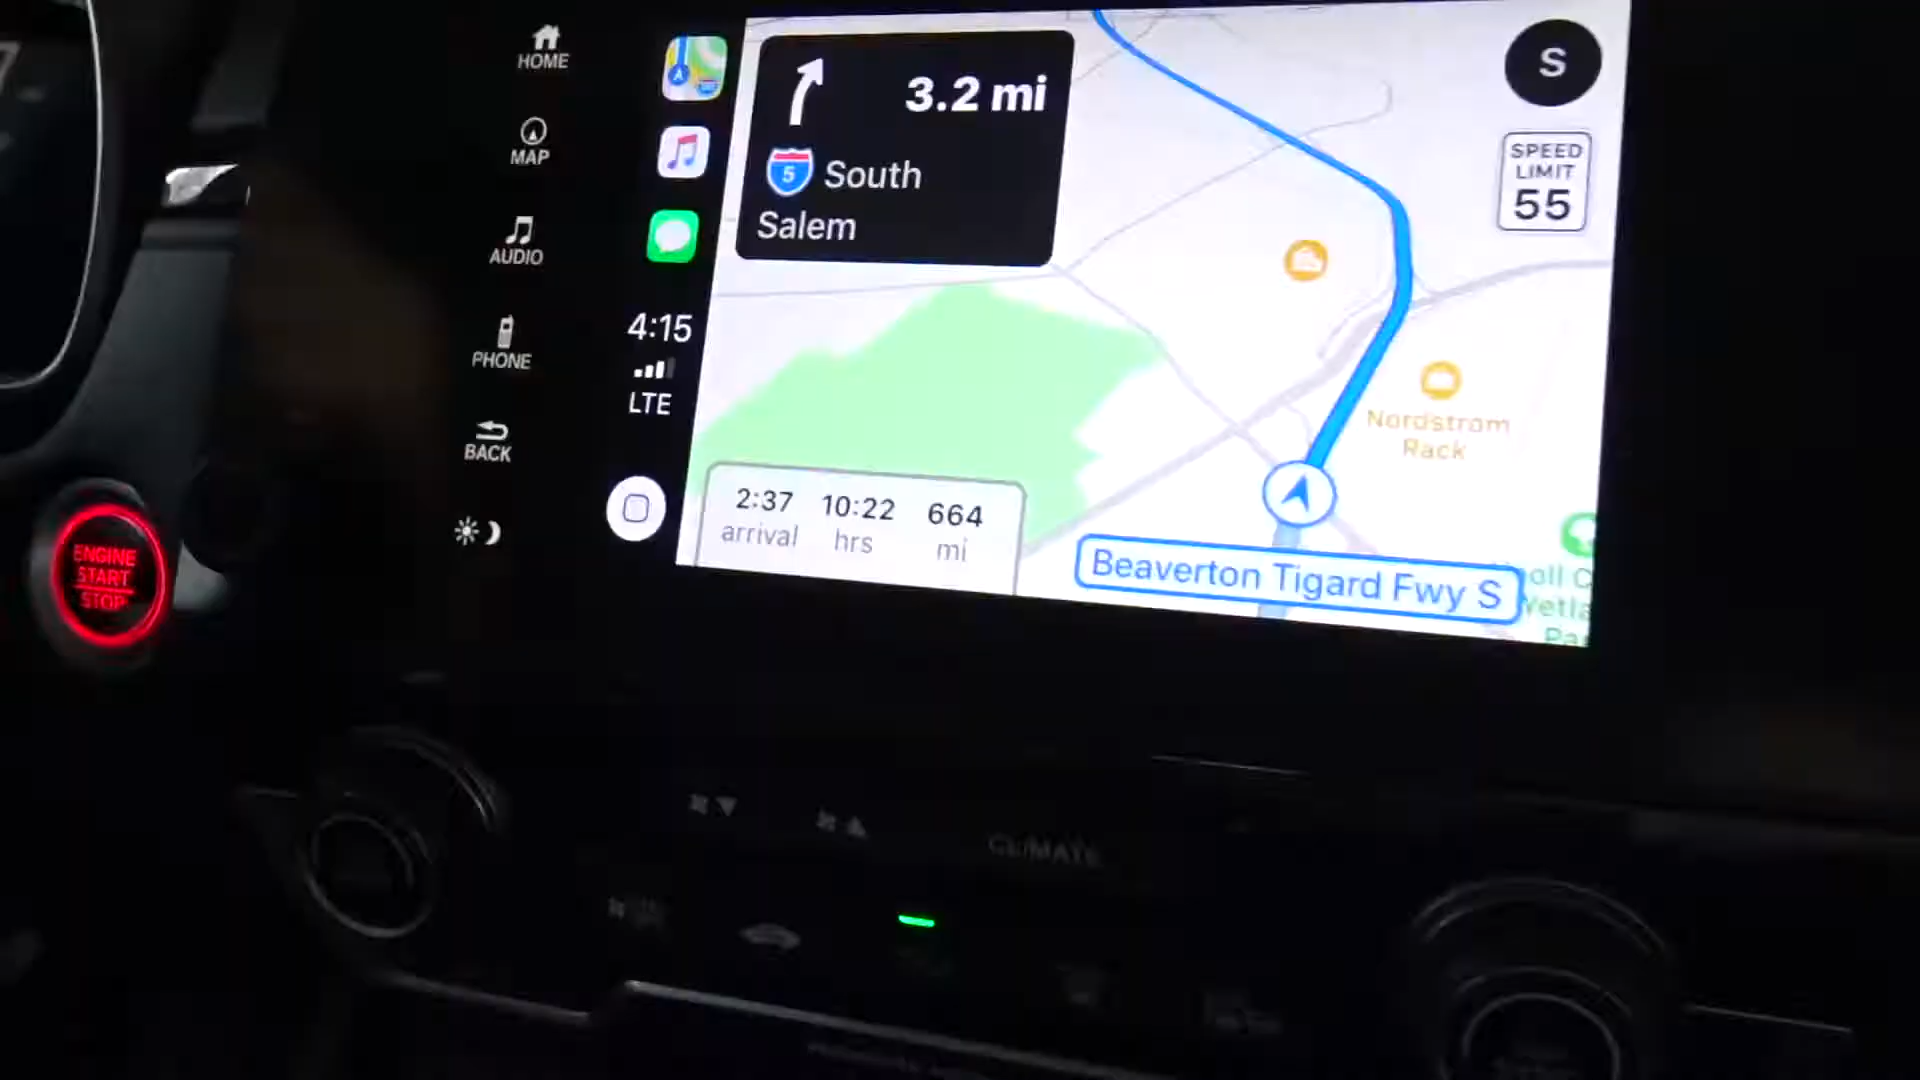 HOME
MAP
AUDIO
PHONE
BACK
4:15
LTE
3.2 mi
5 South
Salem
S
SPEED
LIMIT
55
Nordstrom
Rack
2:37 10:22 664
arrival hrs mi
Beaverton Tigard Fwy S
ENGINE
START
STOP
CLIMATE